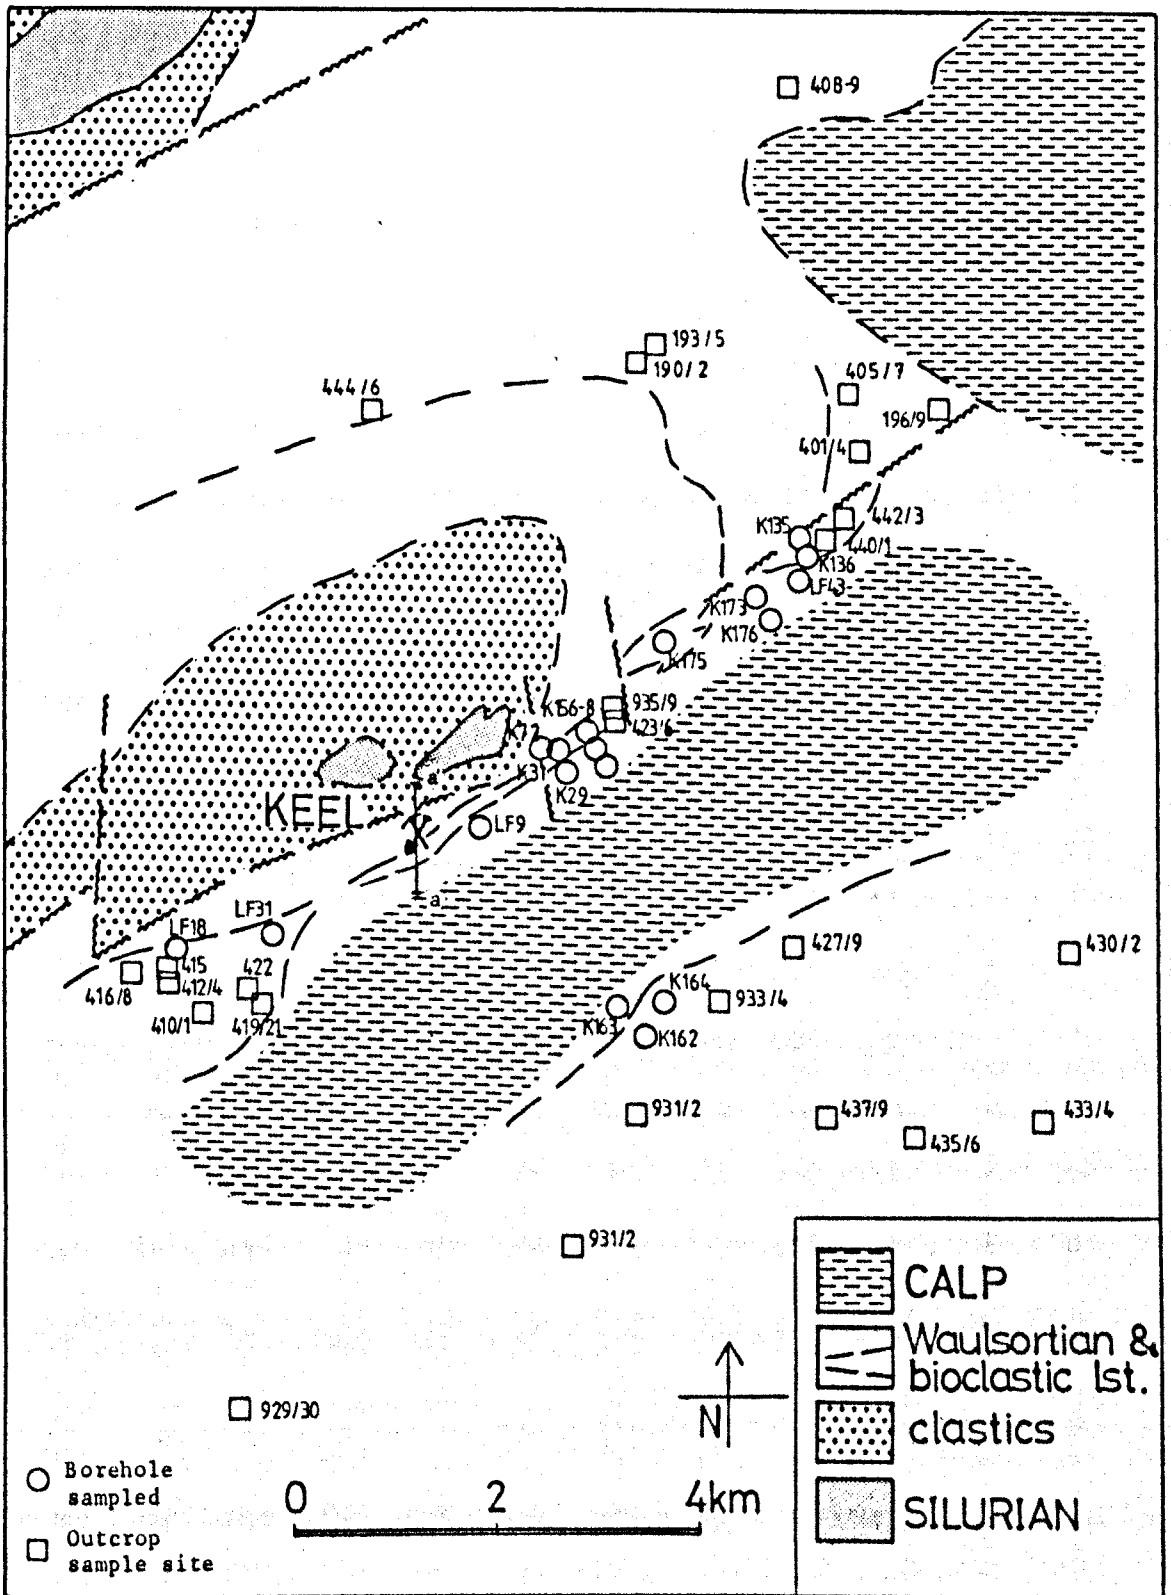 408-9
193/5
190/2
444/6
405/7
196/9
401/4
442/3
K135
440/1
K136
LF43
K173
K176
K175
K156-8
935/9
423/6
K72
K31
K29
a
KEEL
LF9
a
LF31
LF18
415
422
412/4
416/8
410/1
419/21
427/9
430/2
K164
933/4
K163
K162
931/2
437/9
433/4
435/6
931/2
929/30
N
CALP
Waulsortian &
bioclastic lst.
clastics
SILURIAN
Borehole
sampled
Outcrop
sample site
0 2 4km